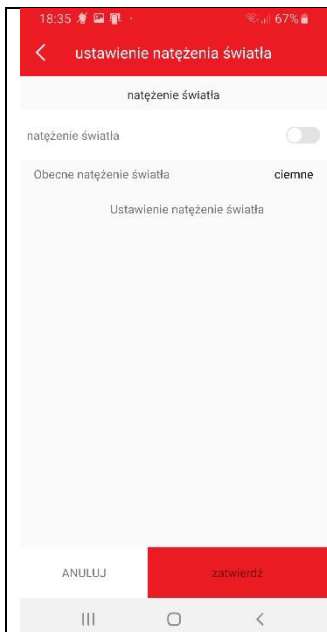 18:35 67%
ustawienie natężenia światła
natężenie światła
natężenie światła
Obecne natężenie światła ciemne
Ustawienie natężenie światła
ANULUJ zatwierdź